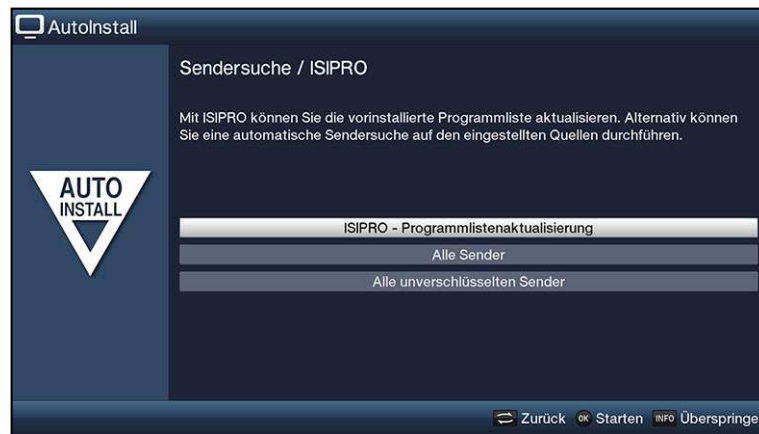 AutoInstall
Sendersuche / ISIPRO
Mit ISIPRO können Sie die vorinstallierte Programmliste aktualisieren. Alternativ können
Sie eine automatische Sendersuche auf den eingestellten Quellen durchführen.
AUTO
INSTALL
ISIPRO - Programmlistenaktualisierung
Alle Sender
Alle unverschlüsselten Sender
Zurück OK Starten INFO Überspringe